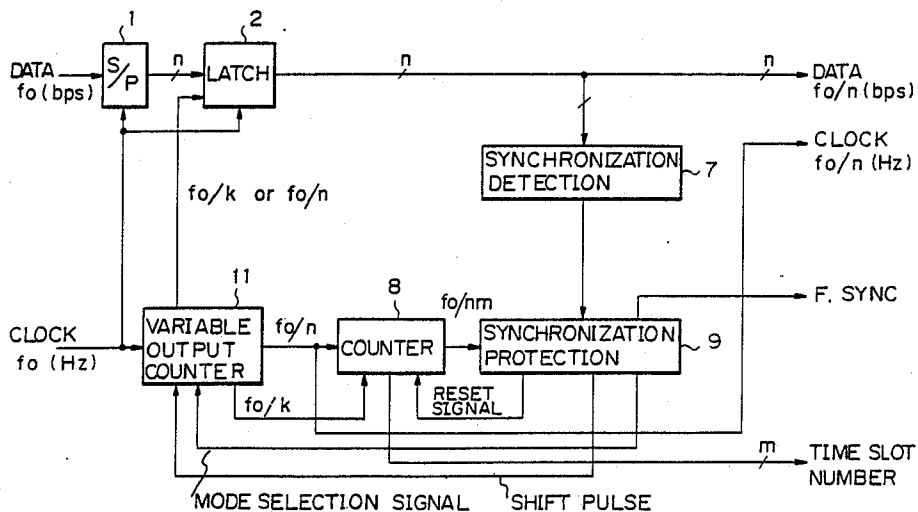 1
2
DATA
fo (bps)
S/P
n
LATCH
n
n
DATA
fo/n (bps)
CLOCK
fo/n (Hz)
SYNCHRONIZATION
DETECTION
7
fo/k or fo/n
11
8
fo/nm
F. SYNC
CLOCK
fo (Hz)
VARIABLE
OUTPUT
COUNTER
fo/n
COUNTER
SYNCHRONIZATION
PROTECTION
9
fo/k
RESET
SIGNAL
m
TIME SLOT
NUMBER
MODE SELECTION SIGNAL
SHIFT PULSE